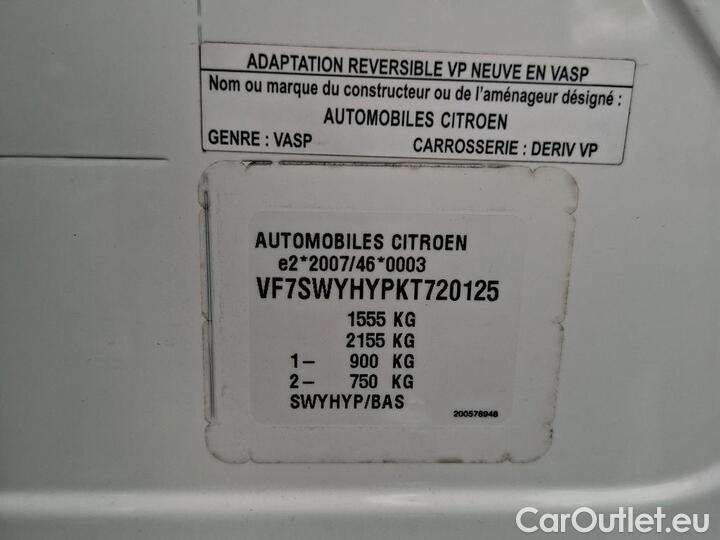 ADAPTATION REVERSIBLE VP NEUVE EN VASP
Nom ou marque du constructeur ou de l'aménageur désigné :
AUTOMOBILES CITROEN
GENRE : VASP CARROSSERIE : DERIV VP
AUTOMOBILES CITROEN
e2*2007/46*0003
VF7SWYHYPKT720125
1555 KG
2155 KG
1– 900 KG
2– 750 KG
SWYHYP/BAS
200578948
CarOutlet.eu